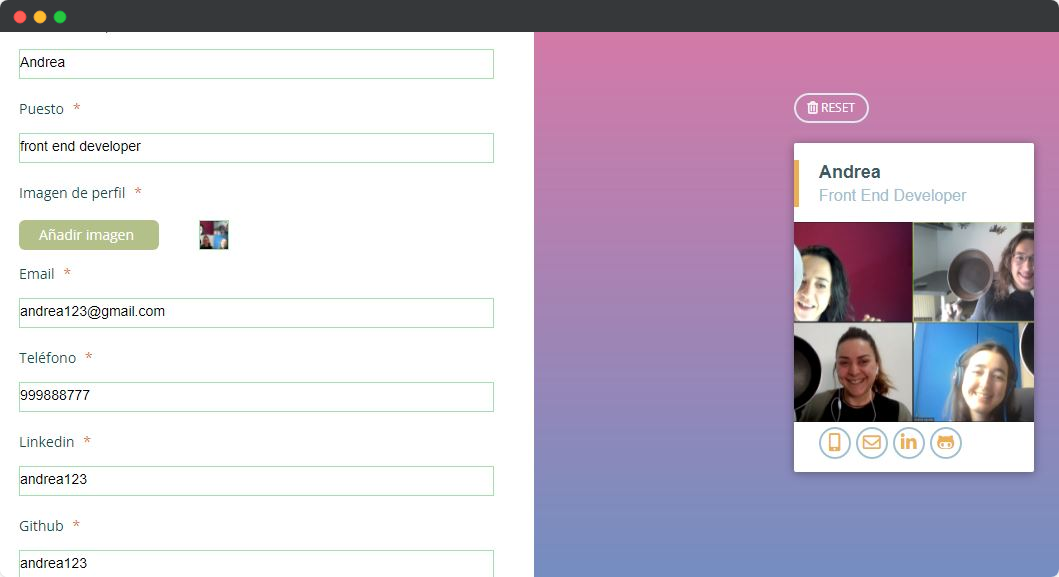 Andrea
Puesto *
front end developer
Imagen de perfil *
Añadir imagen
Email *
andrea123@gmail.com
Teléfono *
999888777
Linkedin *
andrea123
Github *
andrea123
RESET
Andrea
Front End Developer